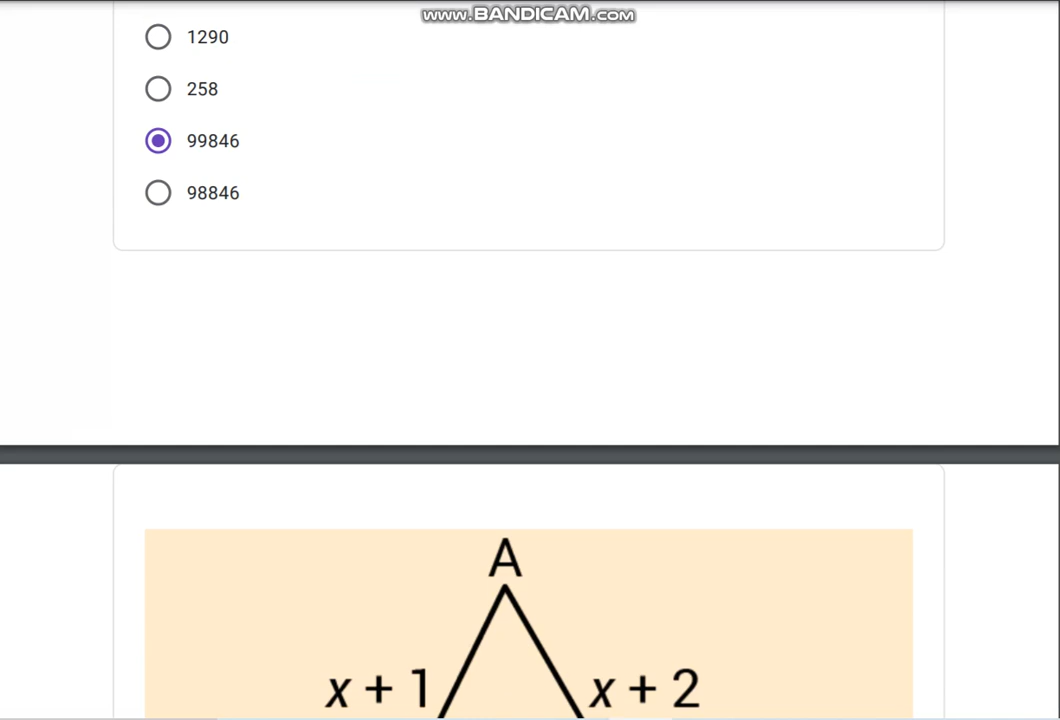 www.BANDICAM.com
1290
258
99846
98846
A
x + 1
x + 2